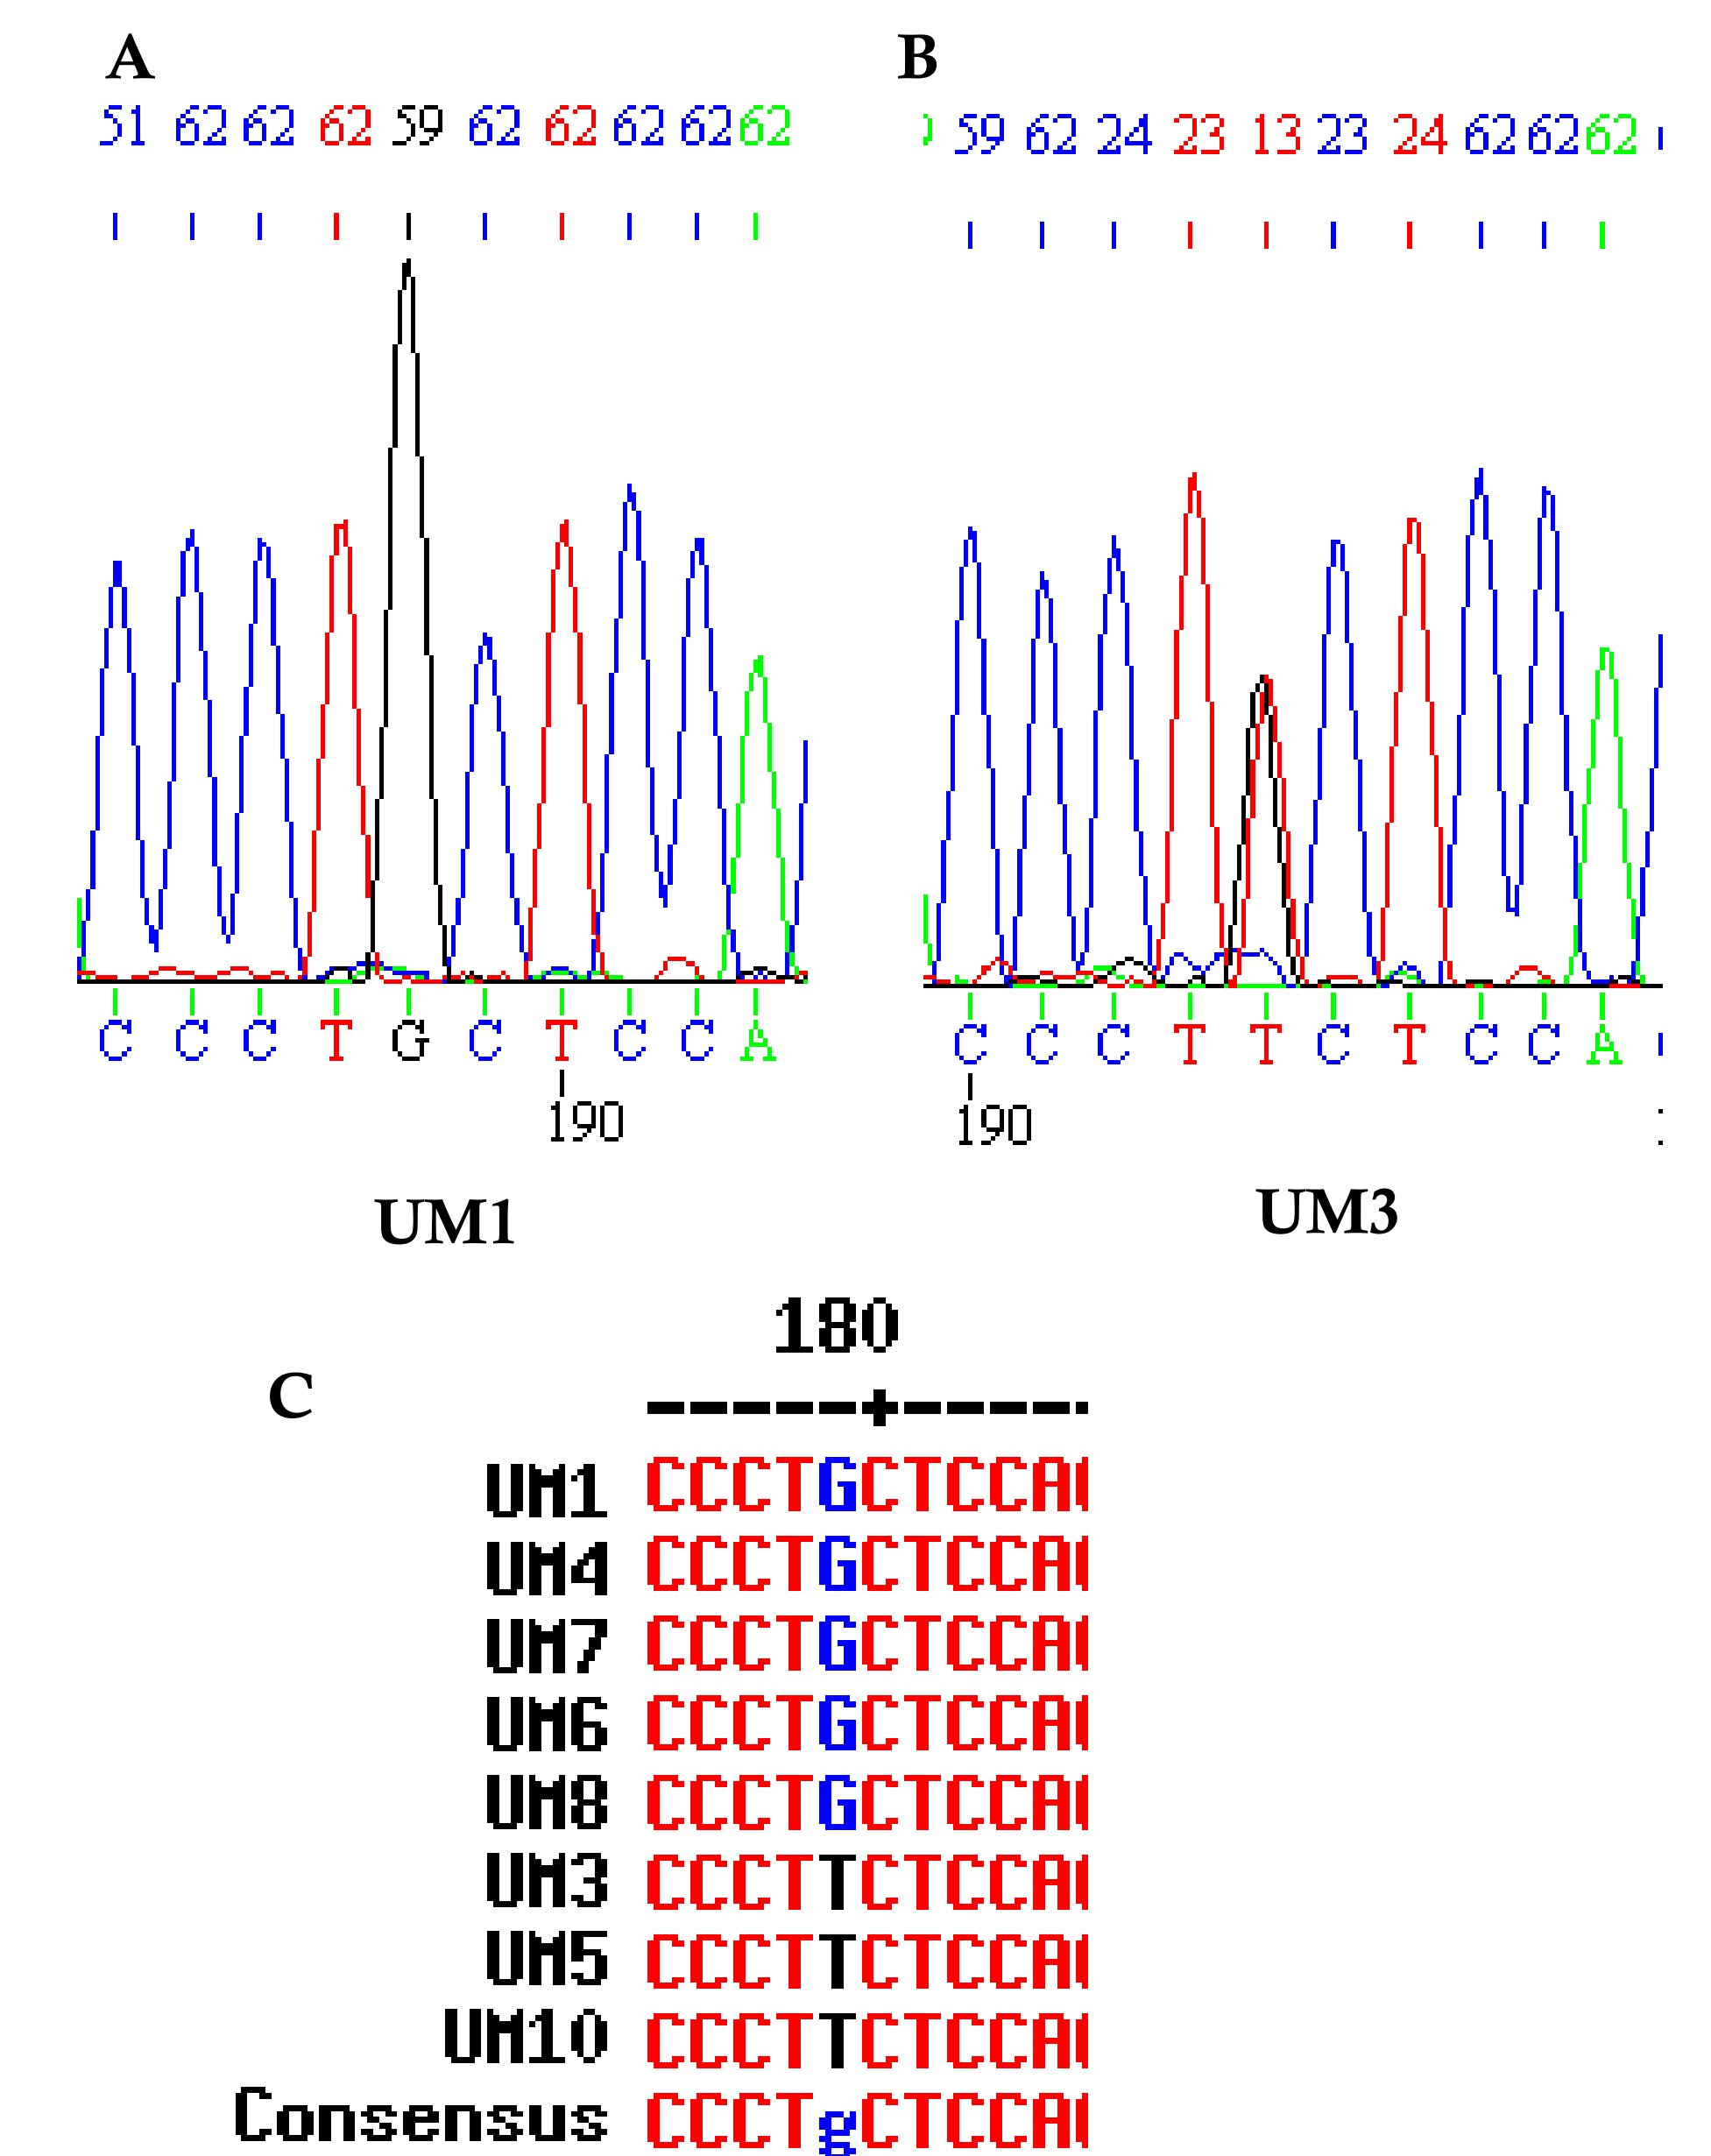 A
51 62 62 62 59 62 62 62 62 62
C C C T G C T C C A
190
UM1
B
59 62 24 23 13 23 24 62 62 62
C C C T T C T C C A
190
UM3
C
180
------+-----
UM1 CCCTGCTCCA
UM4 CCCTGCTCCA
UM7 CCCTGCTCCA
UM6 CCCTGCTCCA
UM8 CCCTGCTCCA
UM3 CCCTTCTCCA
UM5 CCCTTCTCCA
UM10 CCCTTCTCCA
Consensus CCCTgCTCCA